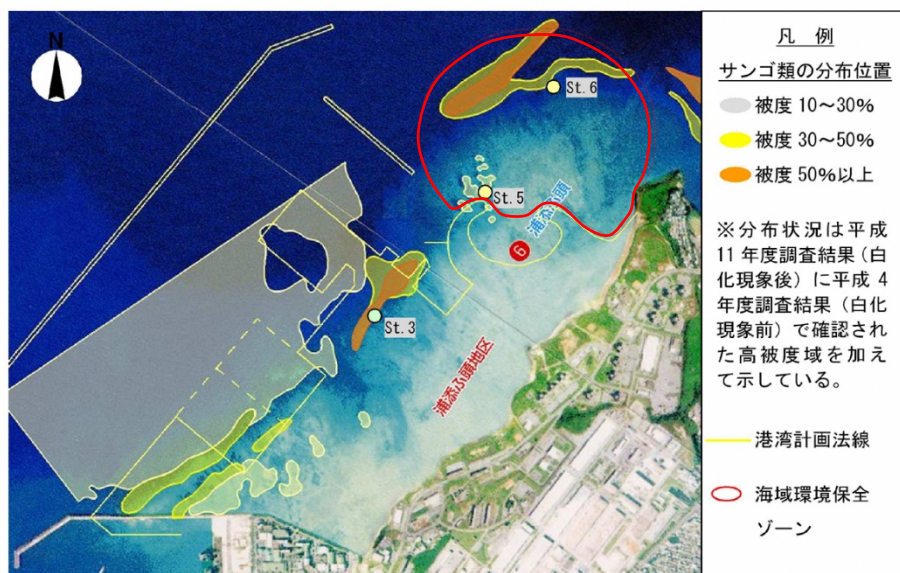 N
St.6
St.5
浦添ふ頭
6
St.3
浦添ふ頭地区
凡 例
サンゴ類の分布位置
被度 10～30%
被度 30～50%
被度 50%以上
※分布状況は平成
11年度調査結果(白
化現象後)に平成 4
年度調査結果(白化
現象前)で確認され
た高被度域を加え
て示している。
港湾計画法線
海域環境保全
ゾーン